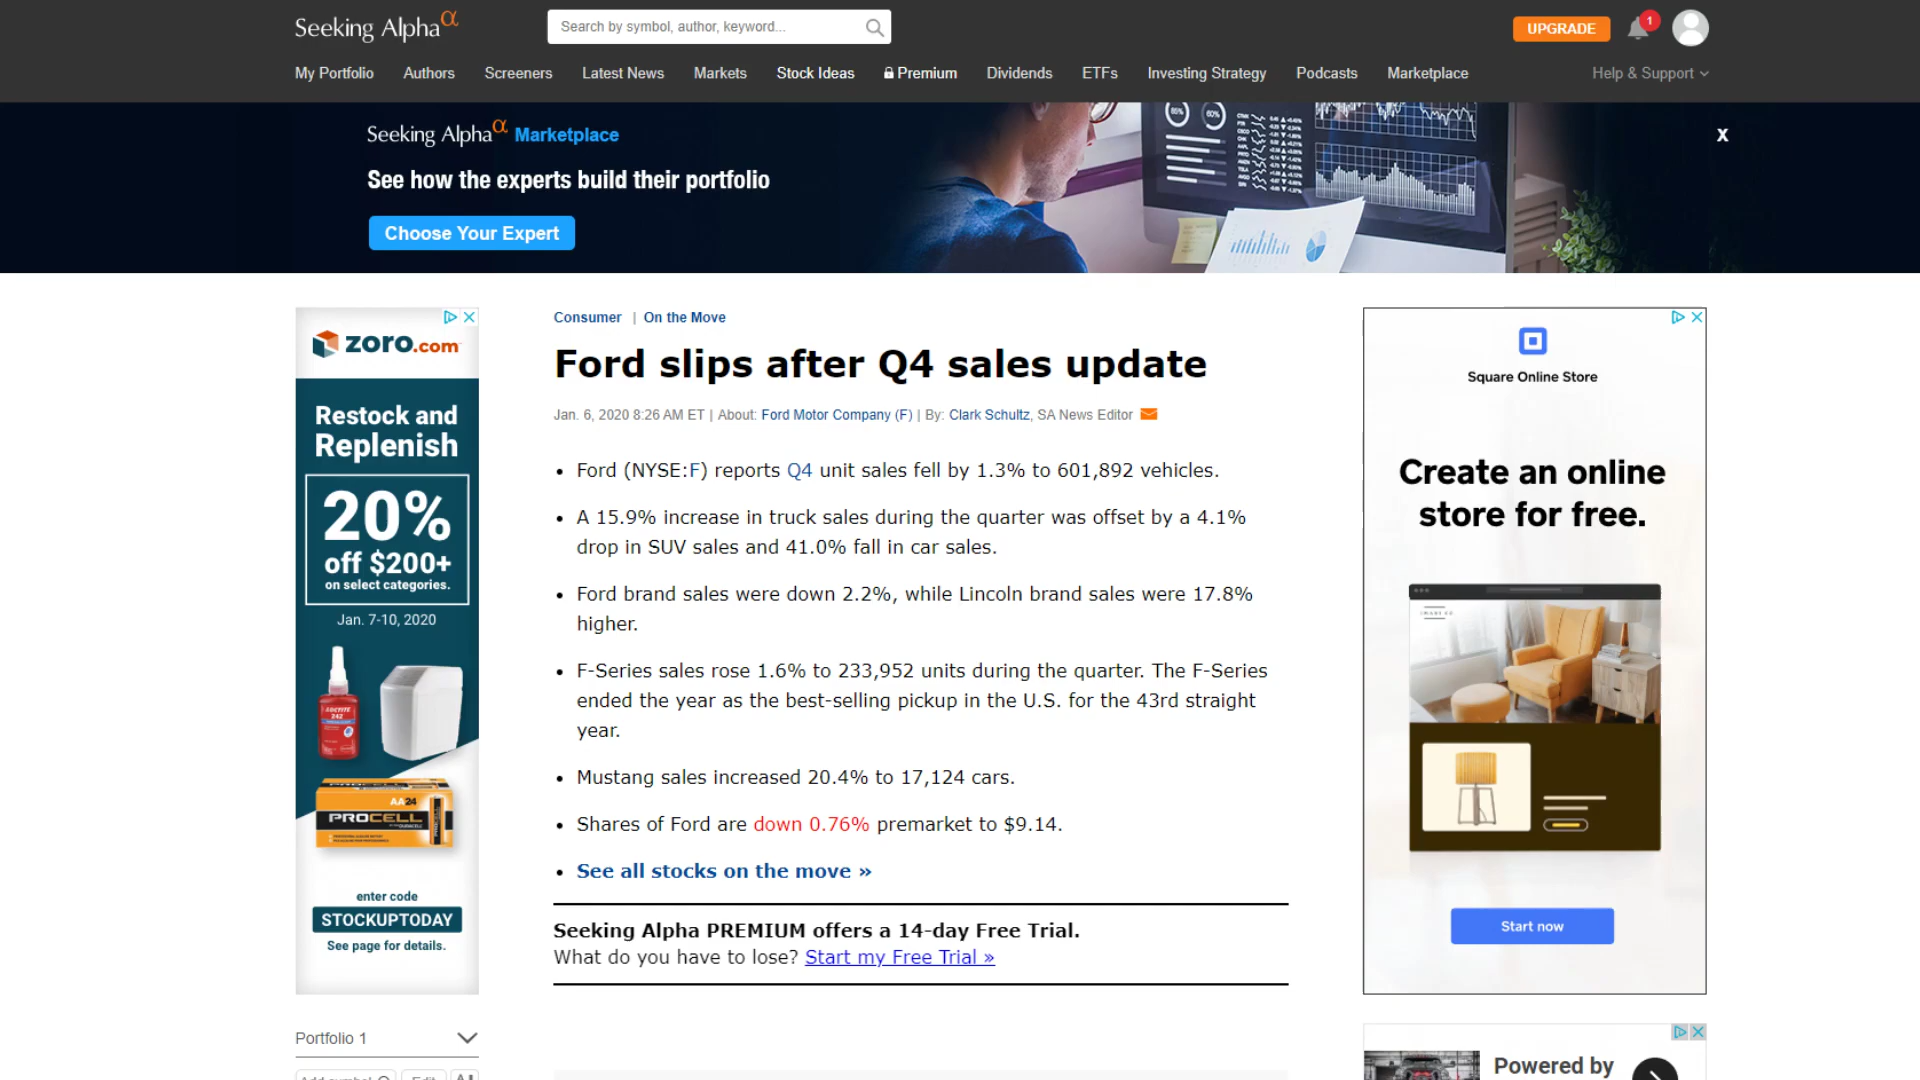 Seeking Alpha α
Search by symbol, author, keyword...
UPGRADE
1
My Portfolio
Authors
Screeners
Latest News
Markets
Stock Ideas
Premium
Dividends
ETFs
Investing Strategy
Podcasts
Marketplace
Help & Support
Seeking Alpha α Marketplace
See how the experts build their portfolio
Choose Your Expert
X
zoro.com
Restock and
Replenish
20%
off $200+
on select categories.
Jan. 7-10, 2020
LOCTITE
242
AA24
PROCELL
enter code
STOCKUPTODAY
See page for details.
Portfolio 1
Consumer | On the Move
Ford slips after Q4 sales update
Jan. 6, 2020 8:26 AM ET | About: Ford Motor Company (F) | By: Clark Schultz, SA News Editor
• Ford (NYSE:F) reports Q4 unit sales fell by 1.3% to 601,892 vehicles.
• A 15.9% increase in truck sales during the quarter was offset by a 4.1%
drop in SUV sales and 41.0% fall in car sales.
• Ford brand sales were down 2.2%, while Lincoln brand sales were 17.8%
higher.
• F-Series sales rose 1.6% to 233,952 units during the quarter. The F-Series
ended the year as the best-selling pickup in the U.S. for the 43rd straight
year.
• Mustang sales increased 20.4% to 17,124 cars.
• Shares of Ford are down 0.76% premarket to $9.14.
• See all stocks on the move »
Seeking Alpha PREMIUM offers a 14-day Free Trial.
What do you have to lose? Start my Free Trial »
Square Online Store
Create an online
store for free.
Start now
Powered by